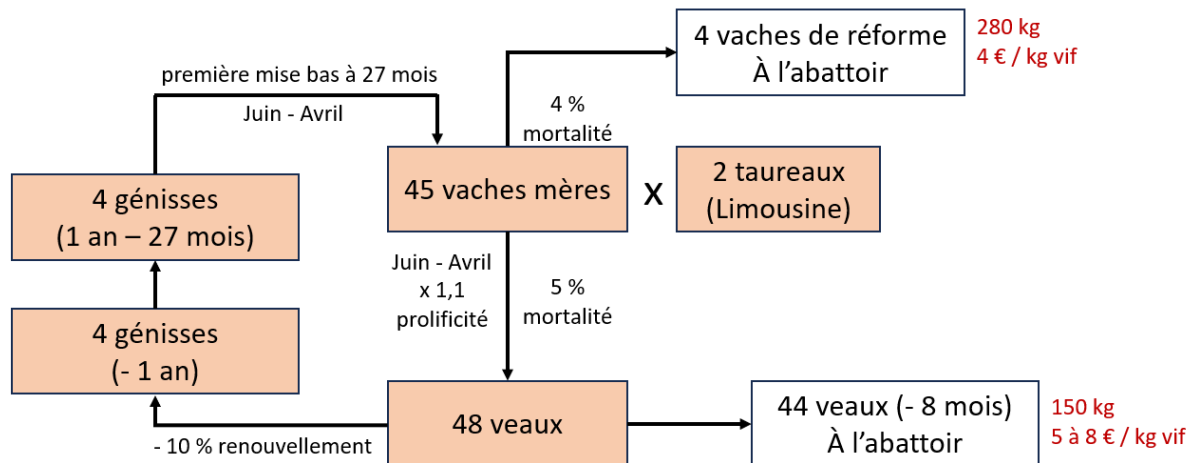 4 vaches de réforme
À l'abattoir
280 kg
4 € / kg vif
première mise bas à 27 mois
Juin - Avril
4 %
mortalité
45 vaches mères
X
2 taureaux
(Limousine)
4 génisses
(1 an – 27 mois)
Juin - Avril
x 1,1
prolificité
5 %
mortalité
4 génisses
(- 1 an)
- 10 % renouvellement
48 veaux
44 veaux (- 8 mois)
À l'abattoir
150 kg
5 à 8 € / kg vif